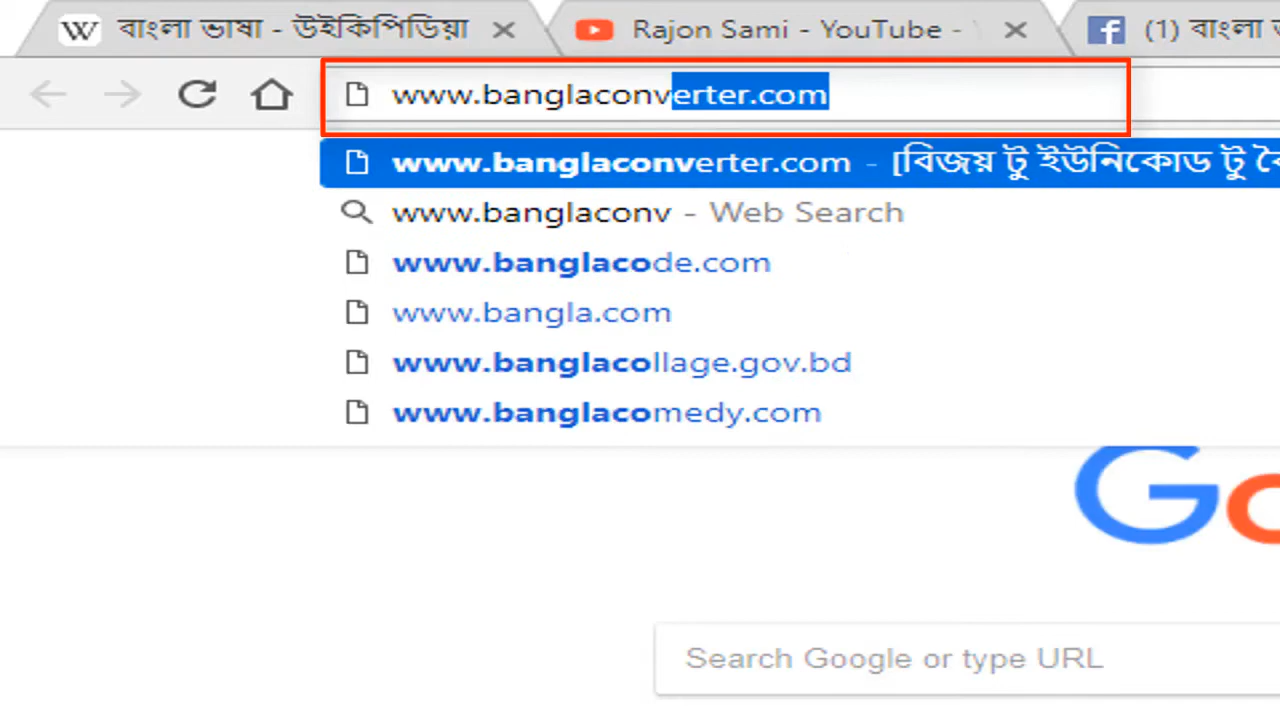 W বাংলা ভাষা - উইকিপিডিয়া Rajon Sami - YouTube - (1) বাংলা
www.banglaconverter.com
www.banglaconverter.com - [বিজয় টু ইউনিকোড টু
www.banglaconv - Web Search
www.banglacode.com
www.bangla.com
www.banglacollage.gov.bd
www.banglacomedy.com
Search Google or type URL